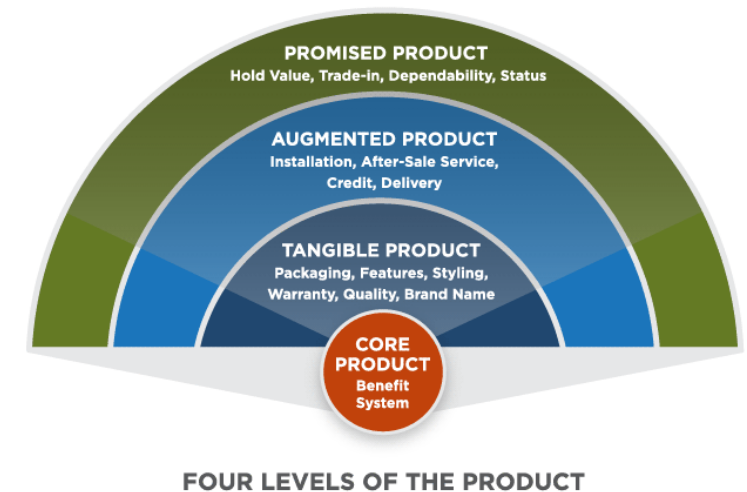 PROMISED PRODUCT
Hold Value, Trade-in, Dependability, Status
AUGMENTED PRODUCT
Installation, After-Sale Service,
Credit, Delivery
TANGIBLE PRODUCT
Packaging, Features, Styling,
Warranty, Quality, Brand Name
CORE
PRODUCT
Benefit
System
FOUR LEVELS OF THE PRODUCT